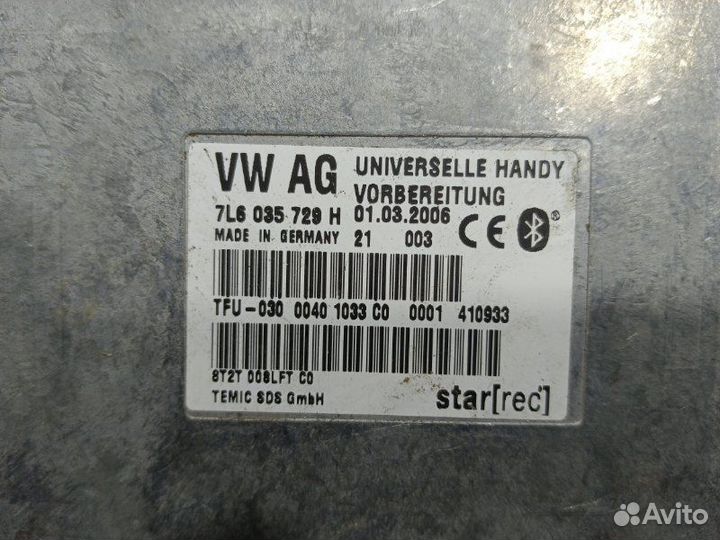 VW AG
UNIVERSELLE HANDY
VORBEREITUNG
7L6 035 729 H 01.03.2006
MADE IN GERMANY 21 003 CE
TFU-030 0040 1033 C0 0001 410933
8T2T 008LFT C0
TEMIC SDS GmbH
star[rec]
Avito